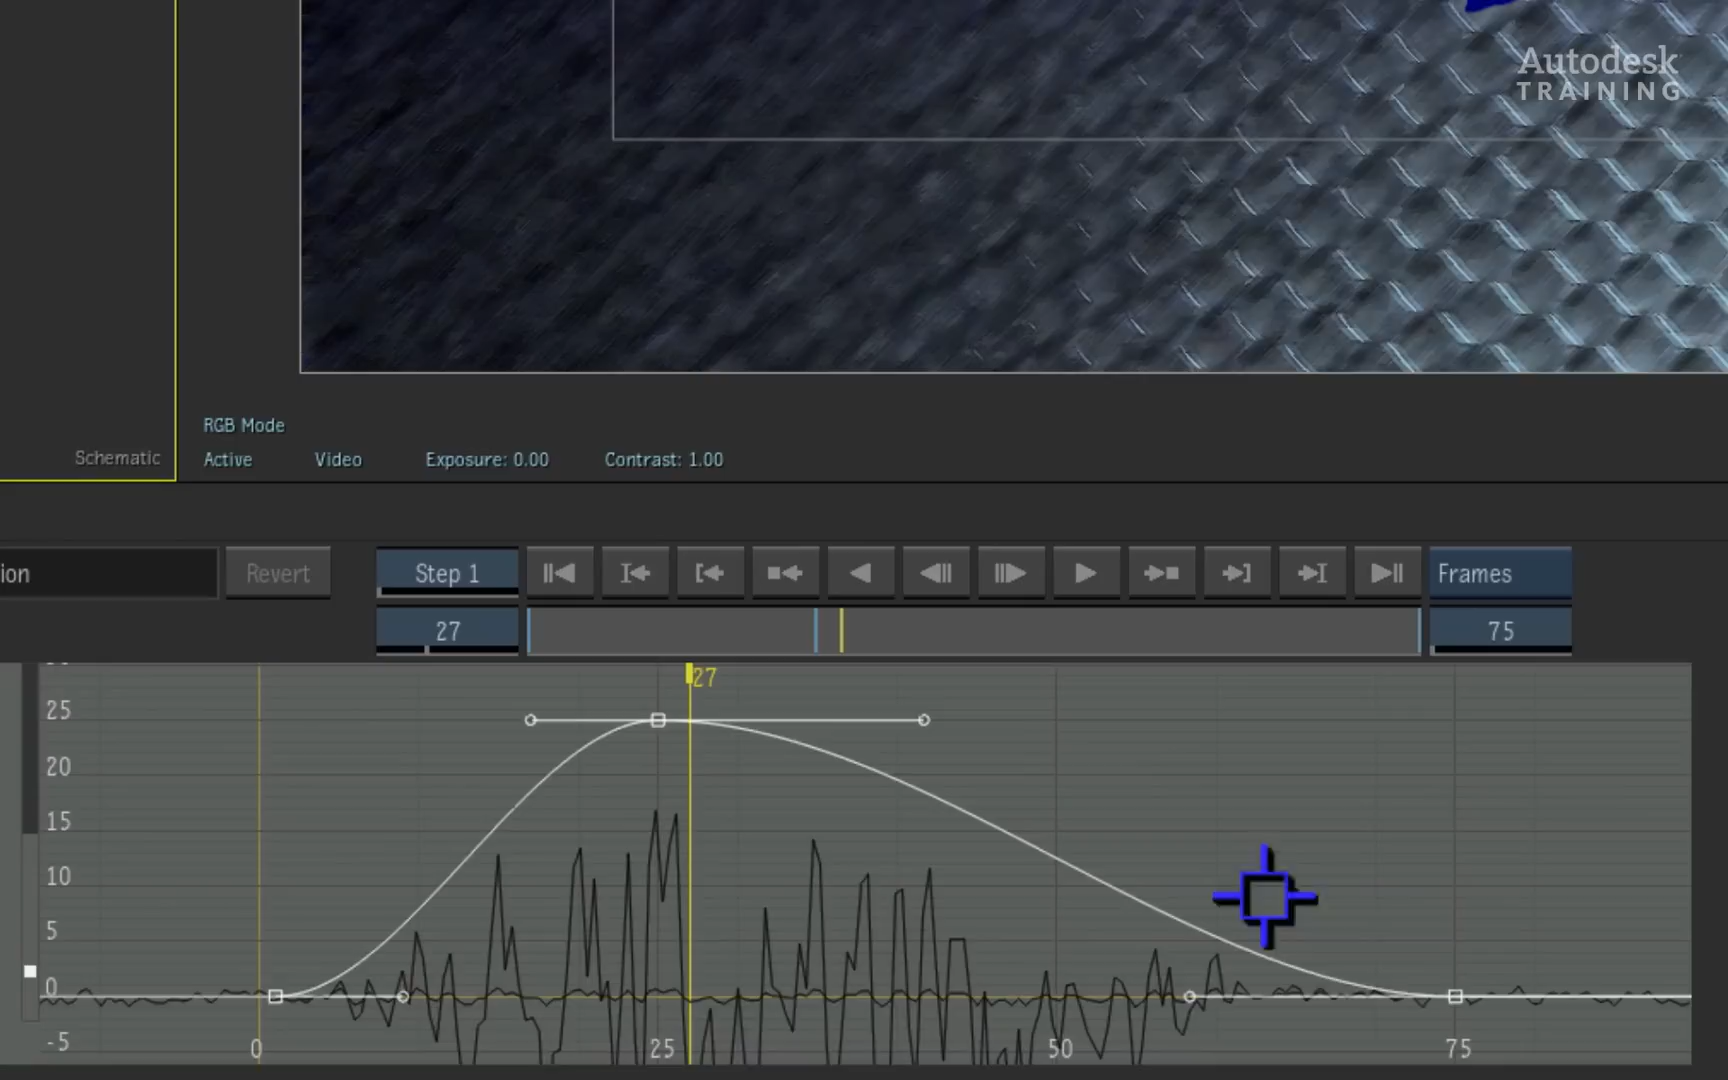 Autodesk
TRAINING
RGB Mode
Schematic
Active Video Exposure: 0.00 Contrast: 1.00
ion Revert Step 1 Frames
27 75
27
25
20
15
10
5
0
-5
0 25 50 75